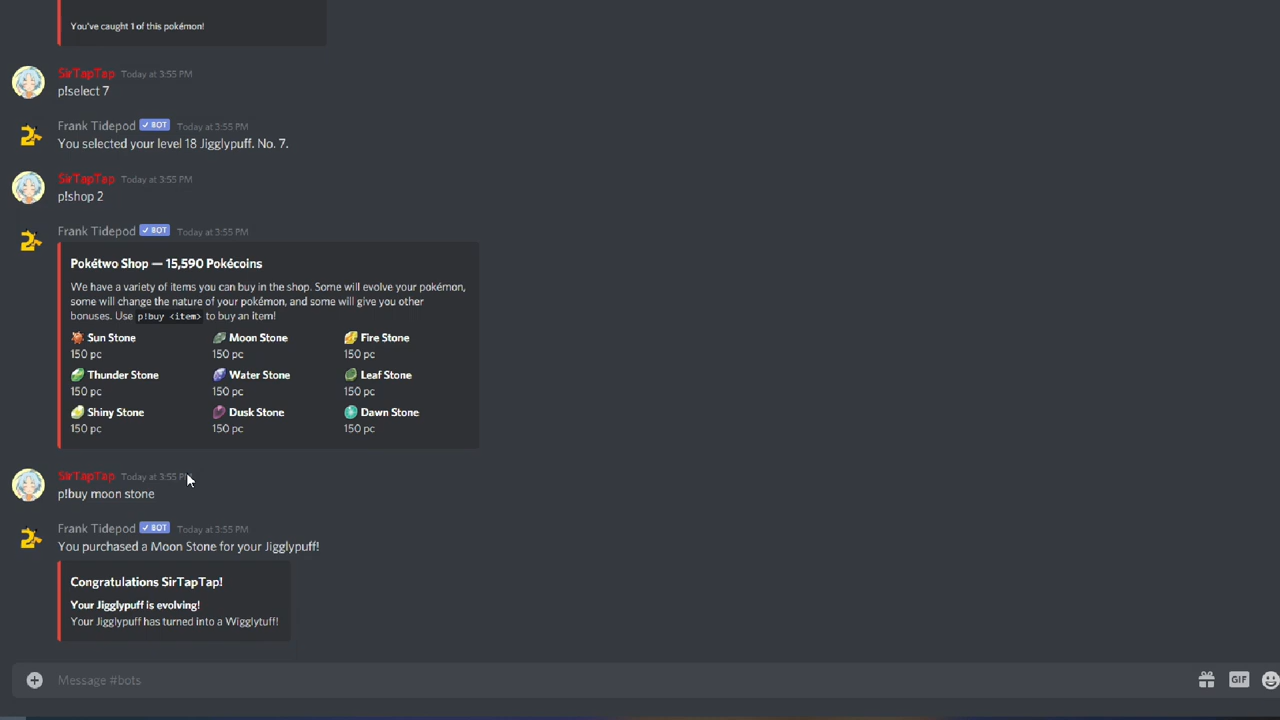 You've caught 1 of this pokémon!
SirTapTap Today at 3:55 PM
p!select 7
Frank Tidepod ✓ BOT Today at 3:55 PM
You selected your level 18 Jigglypuff. No. 7.
SirTapTap Today at 3:55 PM
p!shop 2
Frank Tidepod ✓ BOT Today at 3:55 PM
Pokétwo Shop — 15,590 Pokécoins
We have a variety of items you can buy in the shop. Some will evolve your pokémon,
some will change the nature of your pokémon, and some will give you other
bonuses. Use p!buy <item> to buy an item!
Sun Stone Moon Stone Fire Stone
150 pc 150 pc 150 pc
Thunder Stone Water Stone Leaf Stone
150 pc 150 pc 150 pc
Shiny Stone Dusk Stone Dawn Stone
150 pc 150 pc 150 pc
SirTapTap Today at 3:55 PM
p!buy moon stone
Frank Tidepod ✓ BOT Today at 3:55 PM
You purchased a Moon Stone for your Jigglypuff!
Congratulations SirTapTap!
Your Jigglypuff is evolving!
Your Jigglypuff has turned into a Wigglytuff!
Message #bots GIF